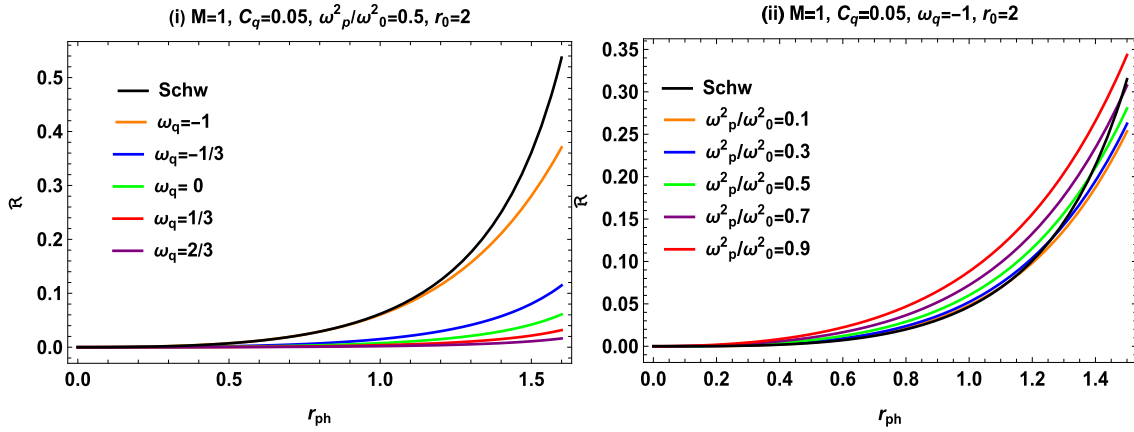 (i) M=1, C_q=0.05, ω²_p/ω²_0=0.5, r_0=2
ℜ
0.5
0.4
0.3
0.2
0.1
0.0
Schw
ω_q=−1
ω_q=−1/3
ω_q= 0
ω_q=1/3
ω_q=2/3
0.0 0.5 1.0 1.5
r_ph
(ii) M=1, C_q=0.05, ω_q=−1, r_0=2
ℜ
0.35
0.30
0.25
0.20
0.15
0.10
0.05
0.00
Schw
ω²_p/ω²_0=0.1
ω²_p/ω²_0=0.3
ω²_p/ω²_0=0.5
ω²_p/ω²_0=0.7
ω²_p/ω²_0=0.9
0.0 0.2 0.4 0.6 0.8 1.0 1.2 1.4
r_ph